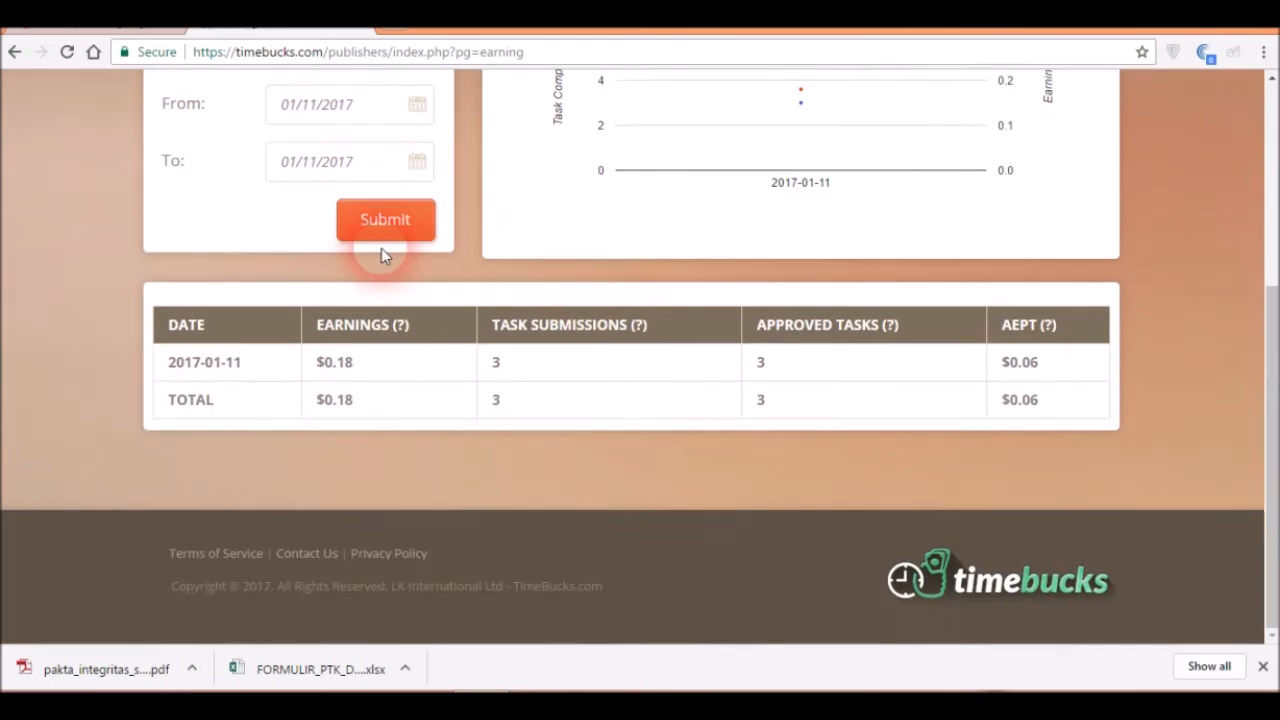 Secure https://timebucks.com/publishers/index.php?pg=earning
From: 01/11/2017
To: 01/11/2017
Submit
Task Comp
4
2
0
0.2
0.1
0.0
Earnin
2017-01-11
DATE EARNINGS (?) TASK SUBMISSIONS (?) APPROVED TASKS (?) AEPT (?)
2017-01-11 $0.18 3 3 $0.06
TOTAL $0.18 3 3 $0.06
Terms of Service | Contact Us | Privacy Policy
Copyright © 2017. All Rights Reserved. LK International Ltd - TimeBucks.com
timebucks
pakta_integritas_s....pdf FORMULIR_PTK_D....xlsx Show all